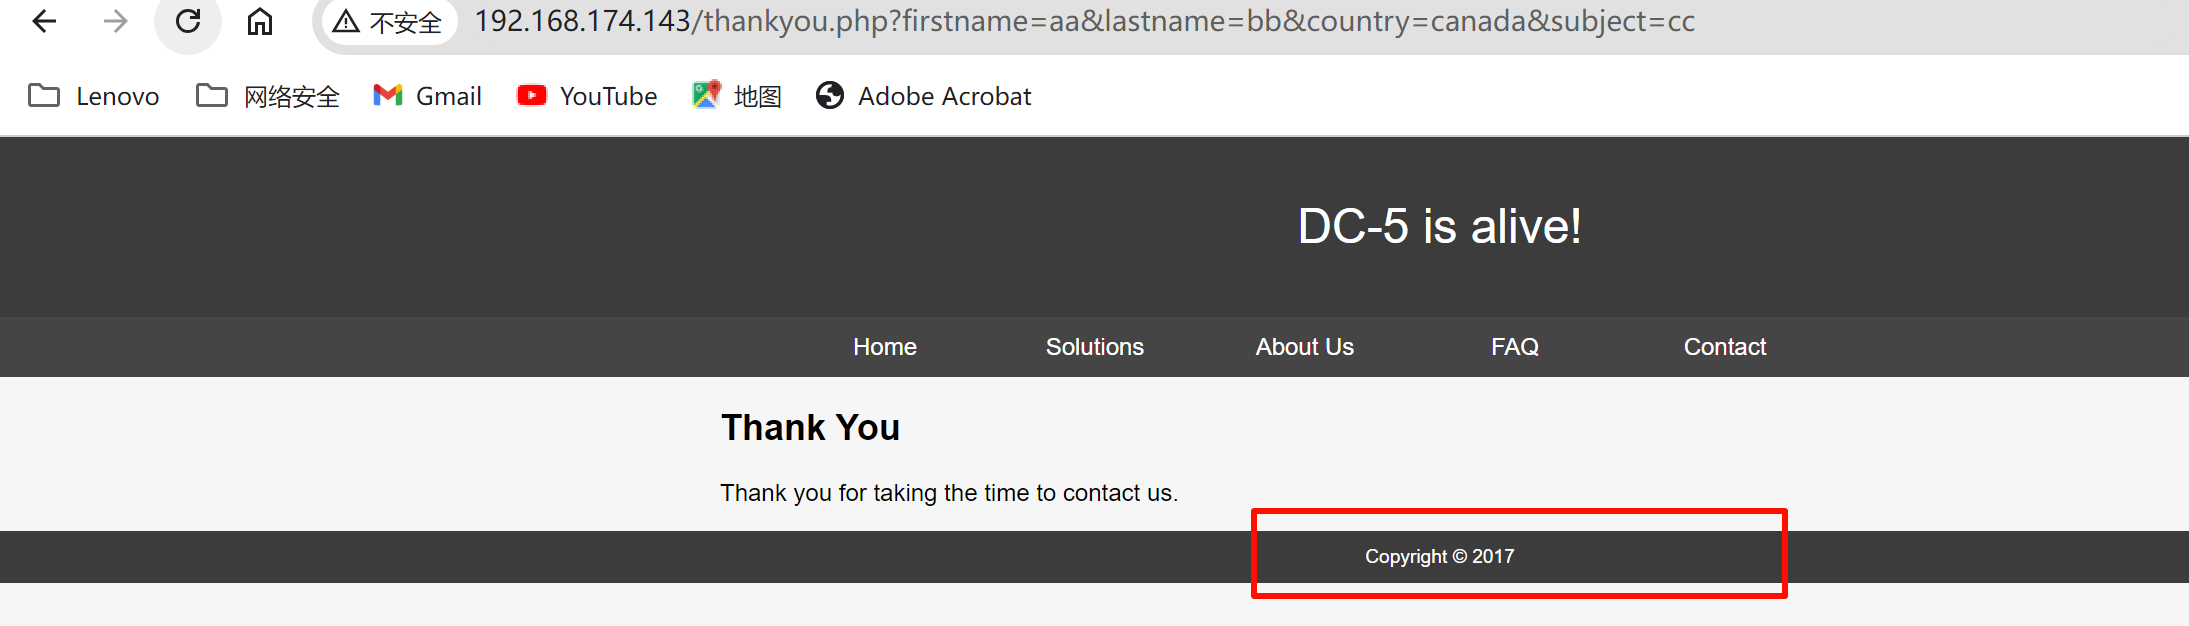 不安全 192.168.174.143/thankyou.php?firstname=aa&lastname=bb&country=canada&subject=cc
Lenovo 网络安全 Gmail YouTube 地图 Adobe Acrobat
DC-5 is alive!
Home Solutions About Us FAQ Contact
Thank You
Thank you for taking the time to contact us.
Copyright © 2017